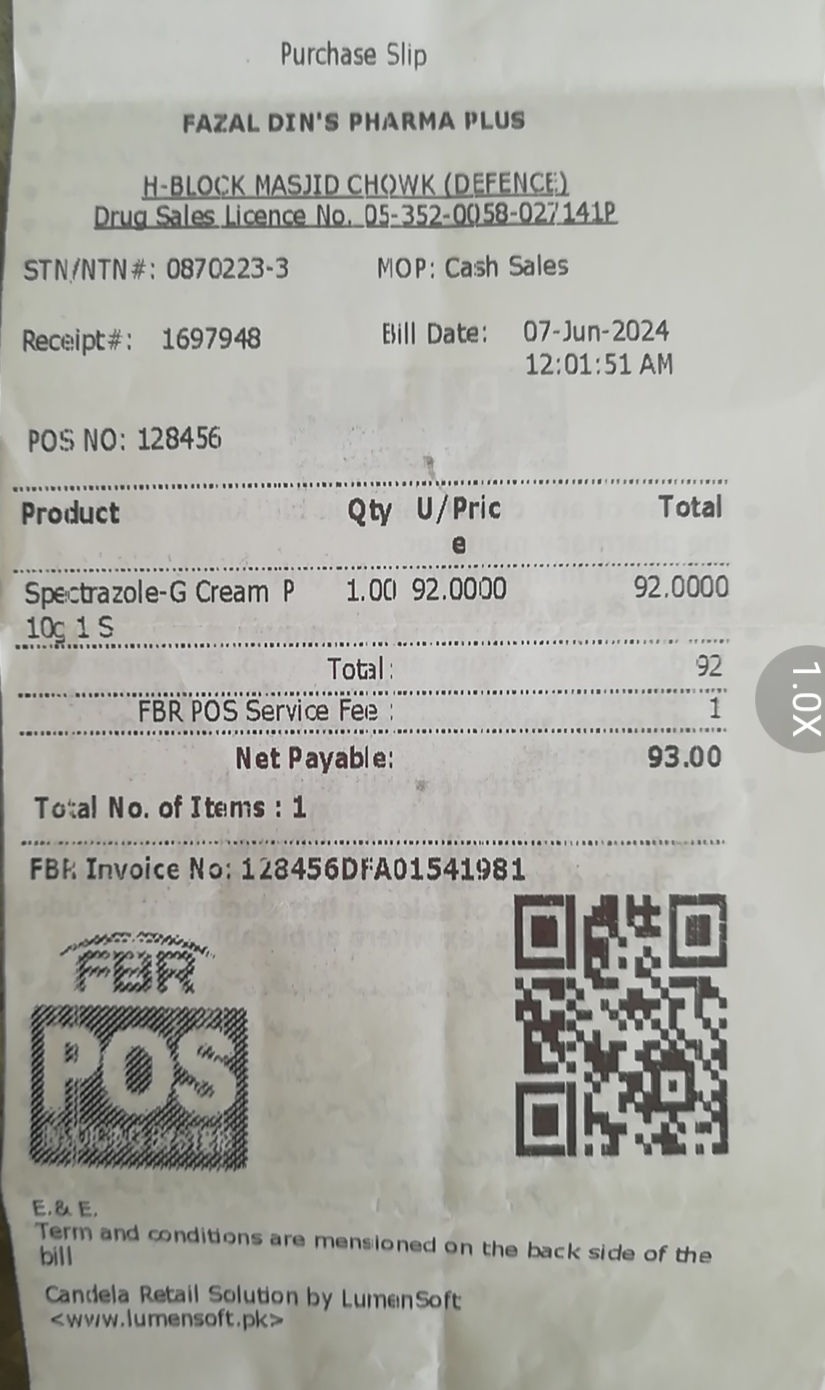 Purchase Slip
FAZAL DIN'S PHARMA PLUS
H-BLOCK MASJID CHOWK (DEFENCE)
Drug Sales Licence No. 05-352-0058-027141P
STN/NTN#: 0870223-3 MOP: Cash Sales
Receipt#: 1697948 Bill Date: 07-Jun-2024
12:01:51 AM
POS NO: 128456
Product Qty U/Pric Total
e
Spectrazole-G Cream P 1.00 92.0000 92.0000
10g 1 S
Total: 92
FBR POS Service Fee : 1
Net Payable: 93.00
Total No. of Items : 1
FBR Invoice No: 128456DFA01541981
FBR
POS
INVOICING SYSTEM
E.& E.
Term and conditions are mensioned on the back side of the
bill
Candela Retail Solution by LumenSoft
<www.lumensoft.pk>
1.0X